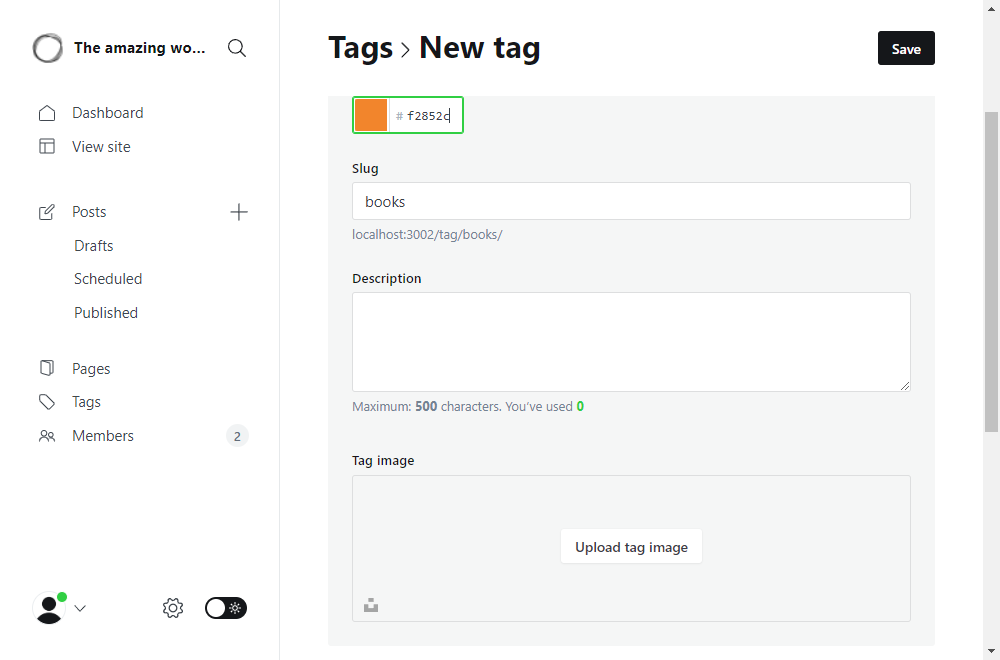 The amazing wo...
Dashboard
View site
Posts
Drafts
Scheduled
Published
Pages
Tags
Members
2
Tags
New tag
Save
# f2852c
Slug
books
localhost:3002/tag/books/
Description
Maximum: 500 characters. You’ve used 0
Tag image
Upload tag image